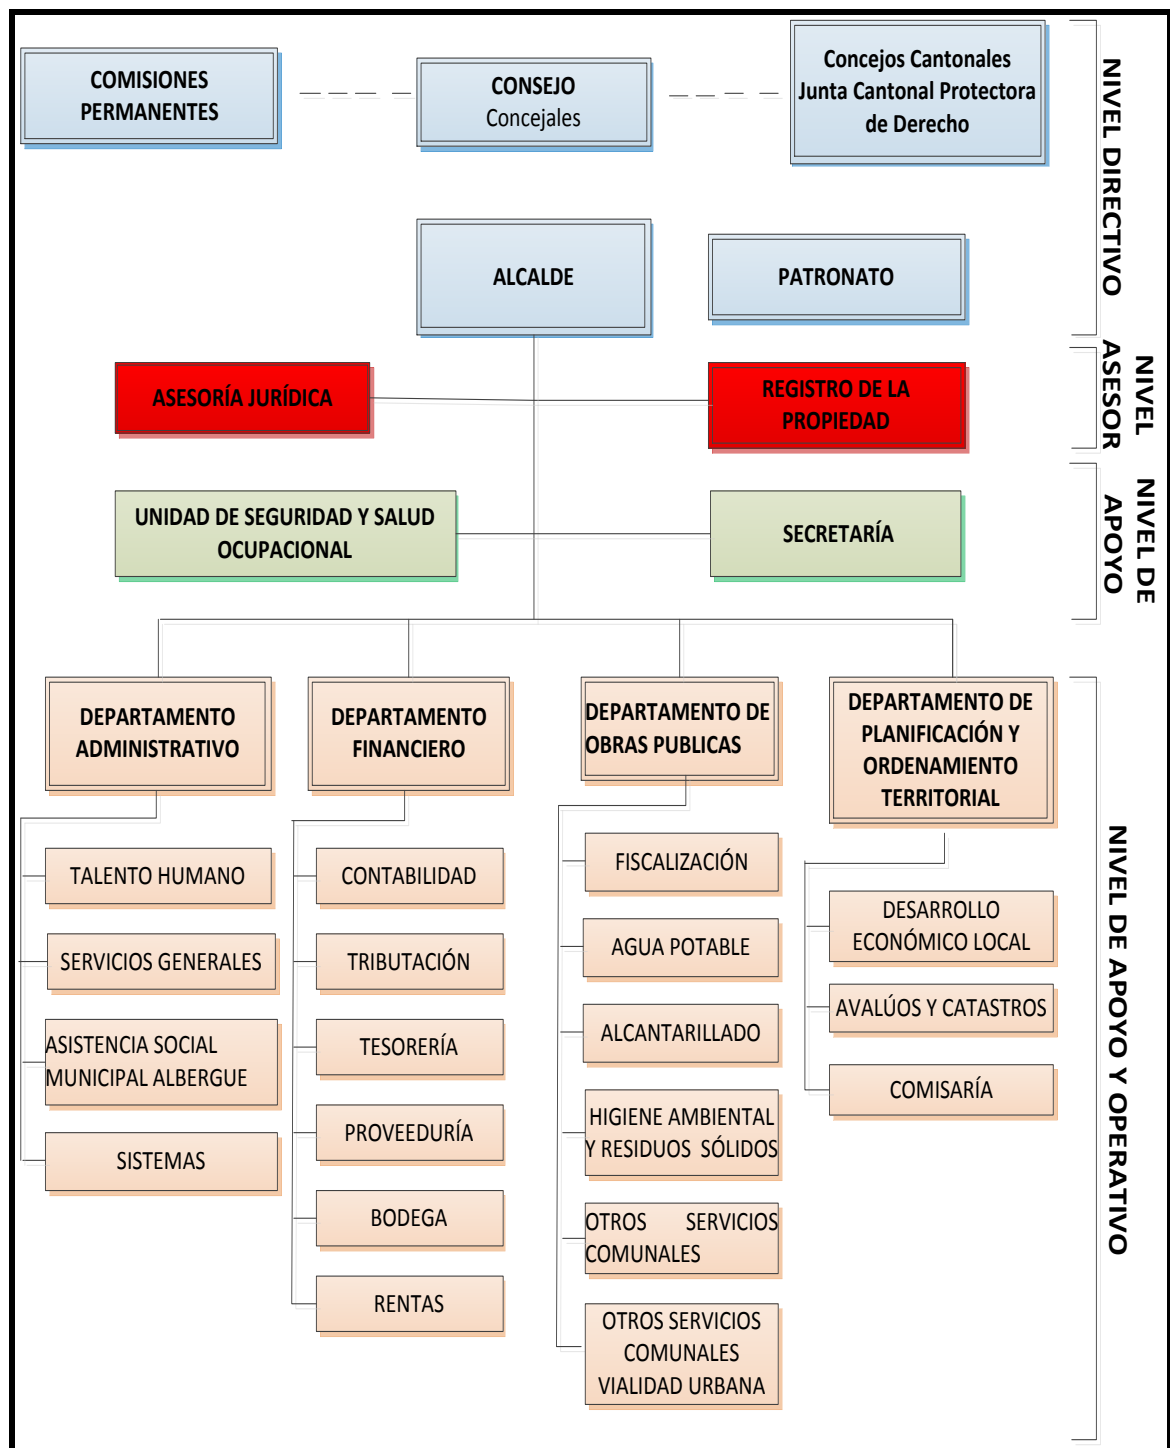 COMISIONES
PERMANENTES
CONSEJO
Concejales
Concejos Cantonales
Junta Cantonal Protectora
de Derecho
NIVEL DIRECTIVO
ALCALDE
PATRONATO
ASESORÍA JURÍDICA
REGISTRO DE LA
PROPIEDAD
NIVEL
ASESOR
UNIDAD DE SEGURIDAD Y SALUD
OCUPACIONAL
SECRETARÍA
NIVEL DE
APOYO
DEPARTAMENTO
ADMINISTRATIVO
DEPARTAMENTO
FINANCIERO
DEPARTAMENTO DE
OBRAS PUBLICAS
DEPARTAMENTO DE
PLANIFICACIÓN Y
ORDENAMIENTO
TERRITORIAL
TALENTO HUMANO
SERVICIOS GENERALES
ASISTENCIA SOCIAL
MUNICIPAL ALBERGUE
SISTEMAS
CONTABILIDAD
TRIBUTACIÓN
TESORERÍA
PROVEEDURÍA
BODEGA
RENTAS
FISCALIZACIÓN
AGUA POTABLE
ALCANTARILLADO
HIGIENE AMBIENTAL
Y RESIDUOS SÓLIDOS
OTROS SERVICIOS
COMUNALES
OTROS SERVICIOS
COMUNALES
VIALIDAD URBANA
DESARROLLO
ECONÓMICO LOCAL
AVALÚOS Y CATASTROS
COMISARÍA
NIVEL DE APOYO Y OPERATIVO